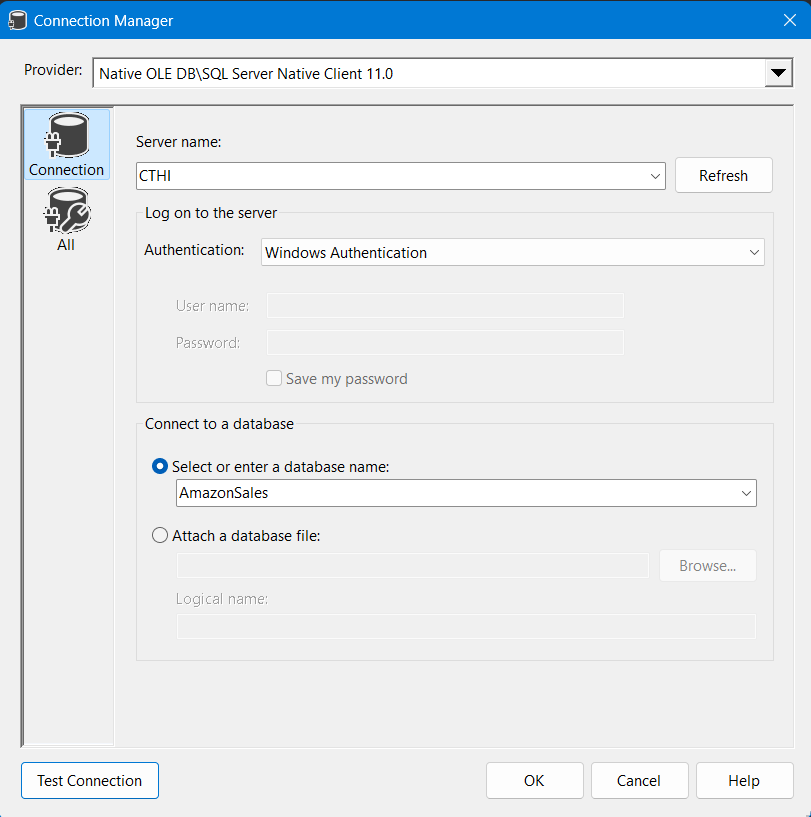 Connection Manager
Provider: Native OLE DB\SQL Server Native Client 11.0
Connection
All
Server name:
CTHI Refresh
Log on to the server
Authentication: Windows Authentication
User name:
Password:
Save my password
Connect to a database
Select or enter a database name:
AmazonSales
Attach a database file:
Browse...
Logical name:
Test Connection OK Cancel Help